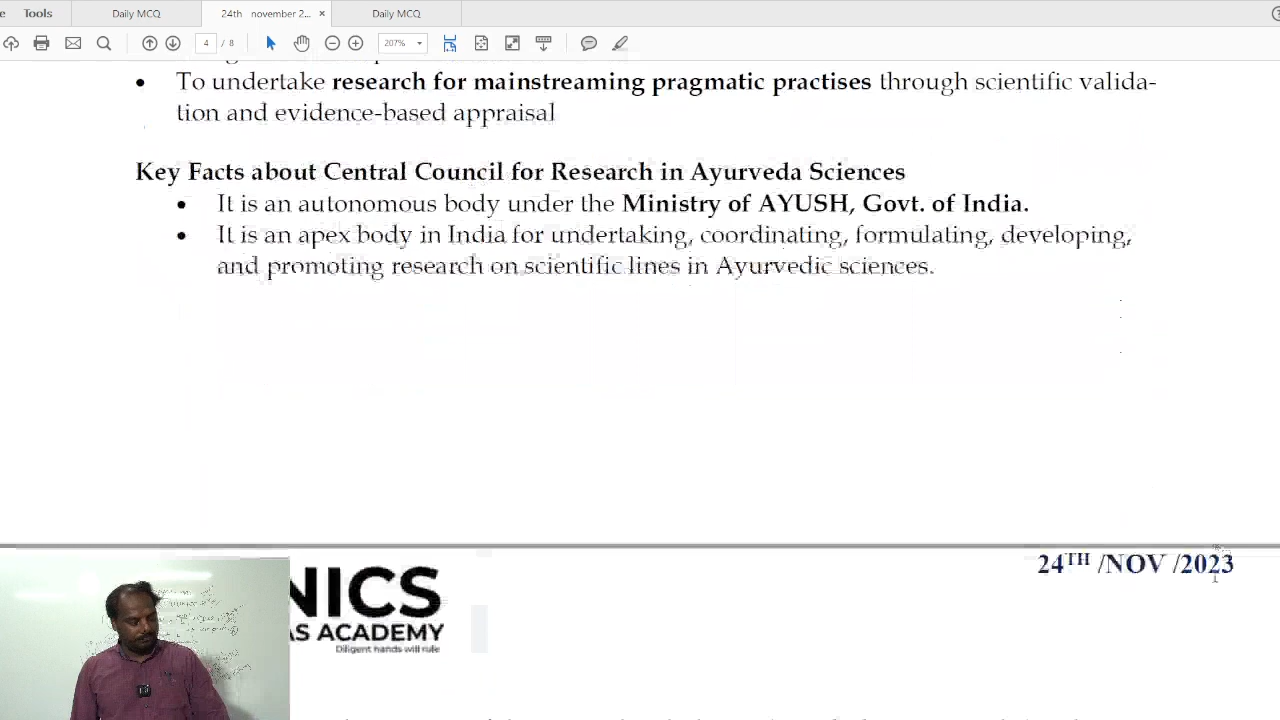 Tools
Daily MCQ
24th november 2...
×
Daily MCQ
4 / 8
207%
• To undertake research for mainstreaming pragmatic practises through scientific valida-
tion and evidence-based appraisal
Key Facts about Central Council for Research in Ayurveda Sciences
• It is an autonomous body under the Ministry of AYUSH, Govt. of India.
• It is an apex body in India for undertaking, coordinating, formulating, developing,
and promoting research on scientific lines in Ayurvedic sciences.
24TH /NOV /2023
NICS
AS ACADEMY
Diligent hands will rule